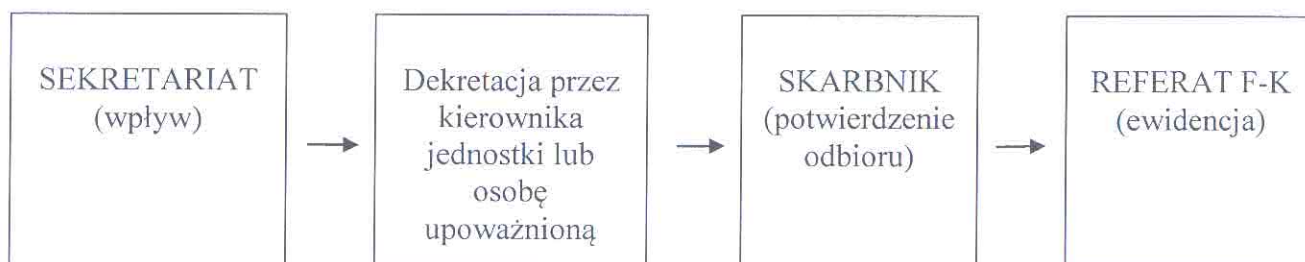 SEKRETARIAT
(wpływ)
Dekretacja przez
kierownika
jednostki lub
osobę
upoważnioną
SKARBNIK
(potwierdzenie
odbioru)
REFERAT F-K
(ewidencja)